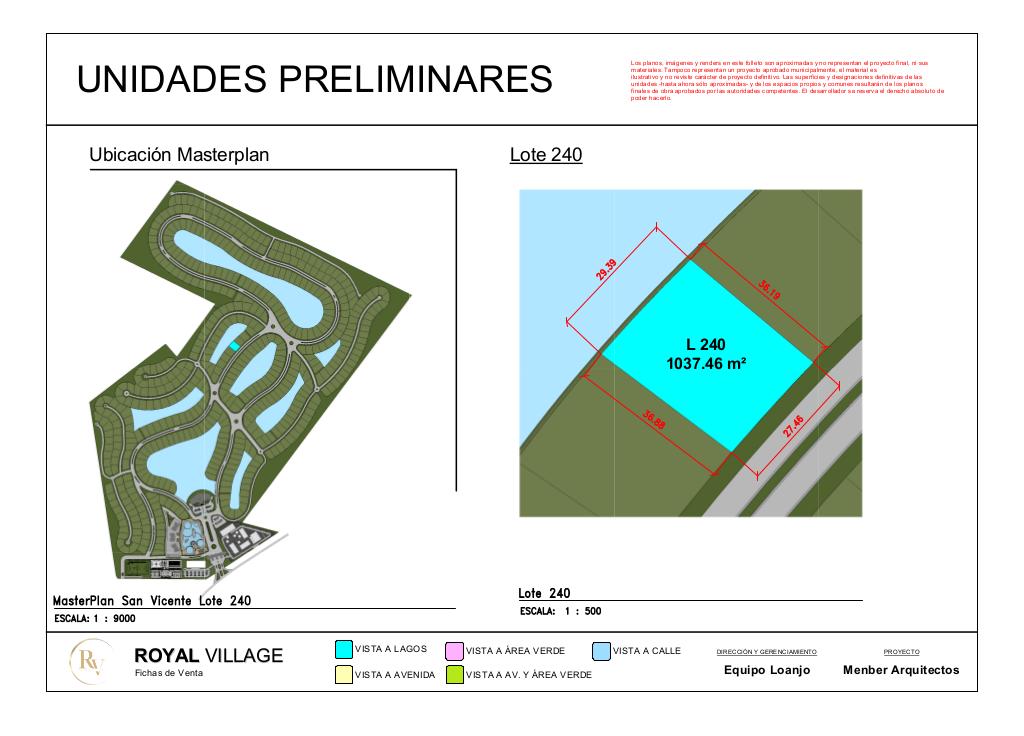 UNIDADES PRELIMINARES
Los planos, imágenes y renders en este folleto son aproximadas y no representan el proyecto final, ni sus
materiales. Tampoco representan un proyecto aprobado municipalmente, el material es
ilustrativo y no reviste carácter de proyecto definitivo. Las superficies y designaciones definitivas de las
unidades -hasta ahora sólo aproximadas- y de los espacios propios y comunes resultarán de los planos
finales de obra aprobados por las autoridades competentes. El desarrollador se reserva el derecho absoluto de
poder hacerlo.
Ubicación Masterplan
Lote 240
29.39
36.19
L 240
1037.46 m²
36.88
27.46
MasterPlan San Vicente Lote 240
ESCALA: 1 : 9000
Lote 240
ESCALA: 1 : 500
RV
ROYAL VILLAGE
Fichas de Venta
VISTA A LAGOS
VISTA A ÁREA VERDE
VISTA A CALLE
VISTA A AVENIDA
VISTA A AV. Y ÁREA VERDE
DIRECCIÓN Y GERENCIAMIENTO
Equipo Loanjo
PROYECTO
Menber Arquitectos